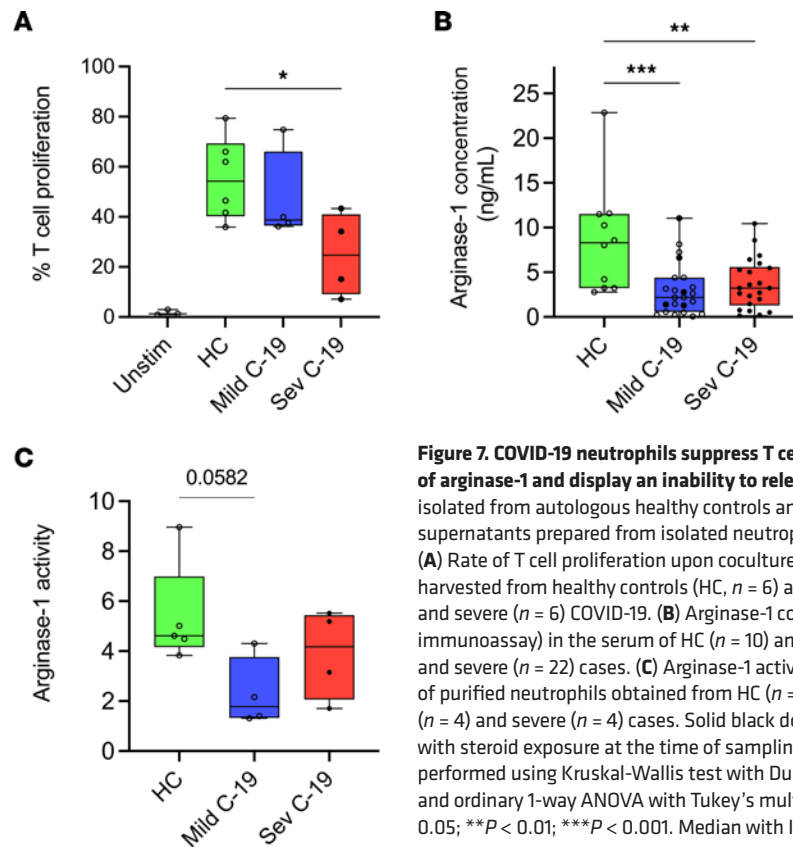 A
% T cell proliferation
100
80
60
40
20
0
*
Unstim
HC
Mild C-19
Sev C-19
B
Arginase-1 concentration
(ng/mL)
25
20
15
10
5
0
**
***
HC
Mild C-19
Sev C-19
C
Arginase-1 activity
10
8
6
4
2
0
0.0582
HC
Mild C-19
Sev C-19
Figure 7. COVID-19 neutrophils suppress T ce
of arginase-1 and display an inability to rele
isolated from autologous healthy controls an
supernatants prepared from isolated neutrop
(A) Rate of T cell proliferation upon coculture
harvested from healthy controls (HC, n = 6) a
and severe (n = 6) COVID-19. (B) Arginase-1 co
immunoassay) in the serum of HC (n = 10) an
and severe (n = 22) cases. (C) Arginase-1 activ
of purified neutrophils obtained from HC (n =
(n = 4) and severe (n = 4) cases. Solid black do
with steroid exposure at the time of samplin
performed using Kruskal-Wallis test with Du
and ordinary 1-way ANOVA with Tukey's mul
0.05; **P < 0.01; ***P < 0.001. Median with I